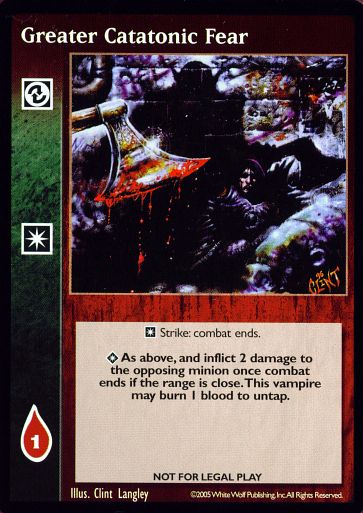 Greater Catatonic Fear
95
CLINT
Strike: combat ends.
As above, and inflict 2 damage to
the opposing minion once combat
ends if the range is close. This vampire
may burn 1 blood to untap.
1
NOT FOR LEGAL PLAY
Illus. Clint Langley
©2005 White Wolf Publishing, Inc. All Rights Reserved.